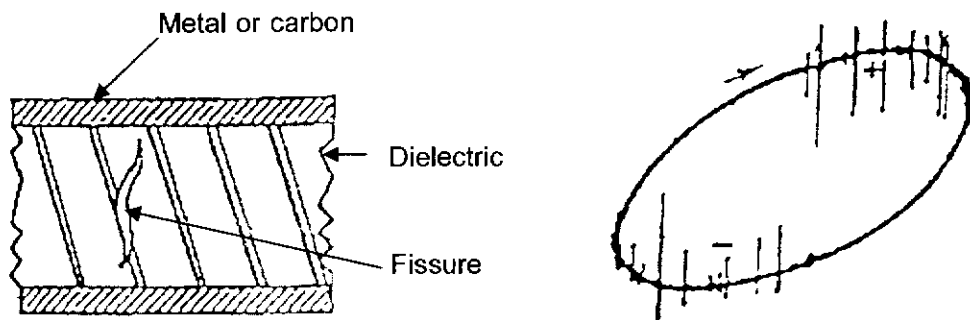 Metal or carbon
Dielectric
Fissure
+
−